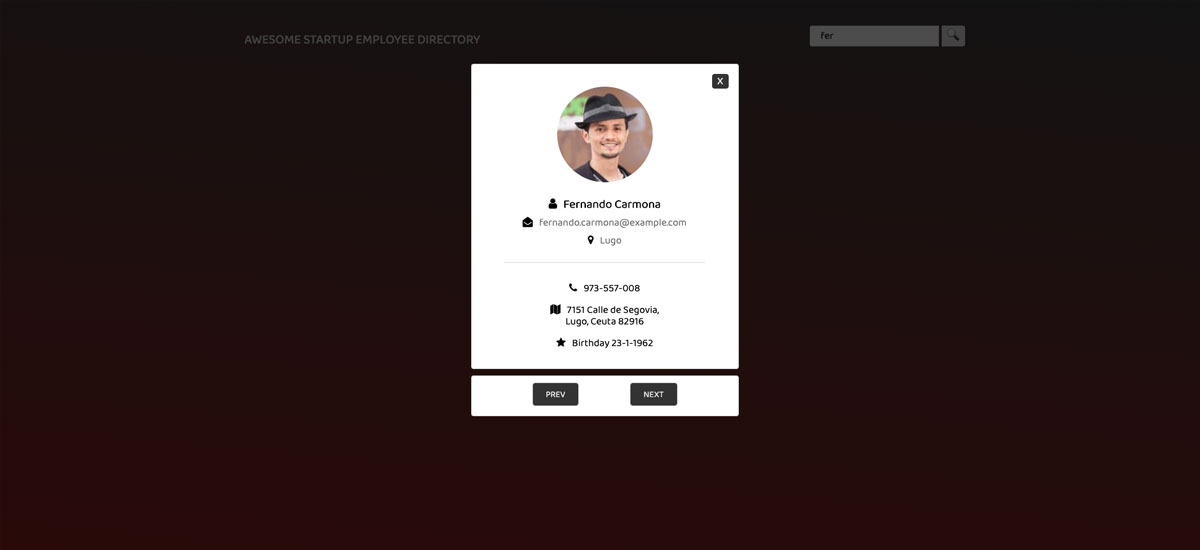 AWESOME STARTUP EMPLOYEE DIRECTORY
fer
X
Fernando Carmona
fernando.carmona@example.com
Lugo
973-557-008
7151 Calle de Segovia,
Lugo, Ceuta 82916
Birthday 23-1-1962
PREV NEXT